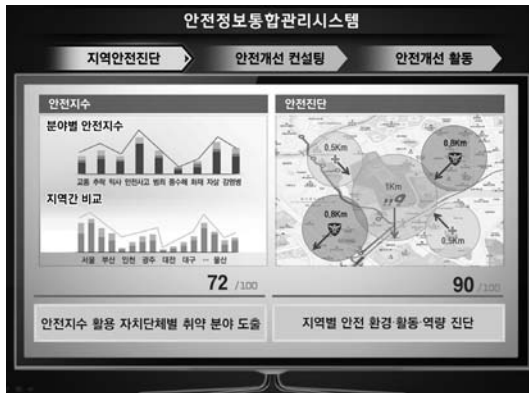 안전정보통합관리시스템
지역안전진단
안전개선 컨설팅
안전개선 활동
안전지수
분야별 안전지수
교통 추락 익사 안전사고 범죄 풍수해 화재 자살 감염병
지역간 비교
서울 부산 인천 광주 대전 대구 ··· 울산
72 /100
안전지수 활용 자치단체별 취약 분야 도출
안전진단
0.5Km
0.8Km
1Km
0.8Km
0.5Km
90 /100
지역별 안전 환경·활동·역량 진단